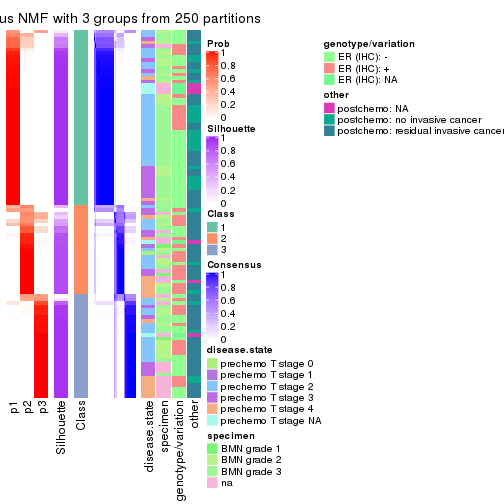 us NMF with 3 groups from 250 partitions
Prob
1
0.8
0.6
0.4
0.2
0
Silhouette
1
0.8
0.6
0.4
0.2
0
Class
1
2
3
Consensus
1
0.8
0.6
0.4
0.2
0
disease.state
prechemo T stage 0
prechemo T stage 1
prechemo T stage 2
prechemo T stage 3
prechemo T stage 4
prechemo T stage NA
specimen
BMN grade 1
BMN grade 2
BMN grade 3
na
genotype/variation
ER (IHC): -
ER (IHC): +
ER (IHC): NA
other
postchemo: NA
postchemo: no invasive cancer
postchemo: residual invasive cancer
p1
p2
p3
Silhouette
Class
disease.state
specimen
genotype/variation
other